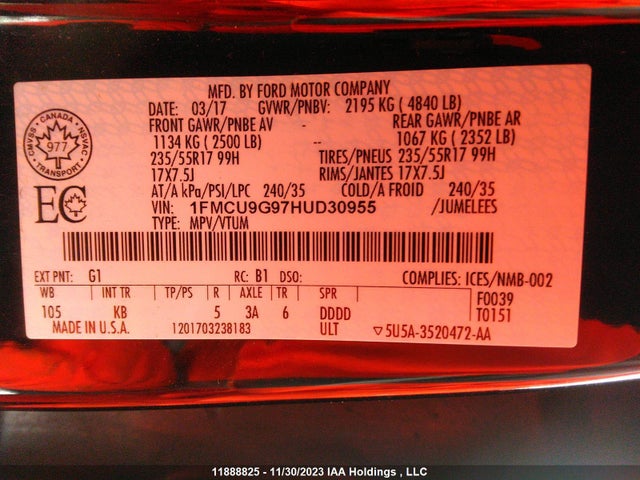 MFD. BY FORD MOTOR COMPANY
DATE: 03/17 GVWR/PNBV: 2195 KG ( 4840 LB)
FRONT GAWR/PNBE AV - REAR GAWR/PNBE AR
1134 KG ( 2500 LB) -- 1067 KG ( 2352 LB)
235/55R17 99H TIRES/PNEUS 235/55R17 99H
17X7.5J RIMS/JANTES 17X7.5J
AT/A kPa/PSI/LPC 240/35 COLD/A FROID 240/35
VIN: 1FMCU9G97HUD30955 /JUMELEES
TYPE: MPV/VTUM
CANADA
CMVSS NSVAC
977
TRANSPORT
EC
EXT PNT: G1 RC: B1 DSO: COMPLIES: ICES/NMB-002
WB INT TR TP/PS R AXLE TR SPR F0039
105 KB 5 3A 6 DDDD T0151
MADE IN U.S.A. 1201703238183 ULT ▽5U5A-3520472-AA
11888825 - 11/30/2023 IAA Holdings , LLC